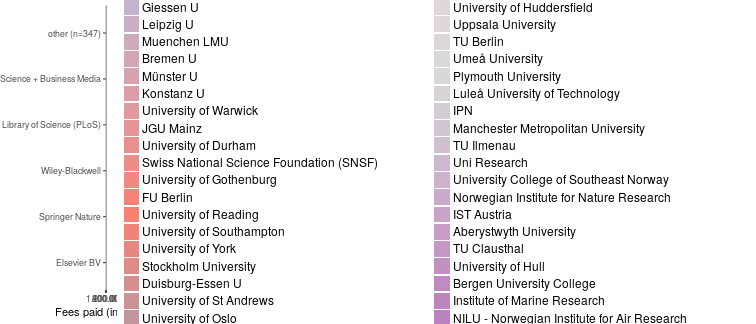 other (n=347)
Science + Business Media
Library of Science (PLoS)
Wiley-Blackwell
Springer Nature
Elsevier BV
Fees paid (in
Giessen U
Leipzig U
Muenchen LMU
Bremen U
Münster U
Konstanz U
University of Warwick
JGU Mainz
University of Durham
Swiss National Science Foundation (SNSF)
University of Gothenburg
FU Berlin
University of Reading
University of Southampton
University of York
Stockholm University
Duisburg-Essen U
University of St Andrews
University of Oslo
University of Huddersfield
Uppsala University
TU Berlin
Umeå University
Plymouth University
Luleå University of Technology
IPN
Manchester Metropolitan University
TU Ilmenau
Uni Research
University College of Southeast Norway
Norwegian Institute for Nature Research
IST Austria
Aberystwyth University
TU Clausthal
University of Hull
Bergen University College
Institute of Marine Research
NILU - Norwegian Institute for Air Research